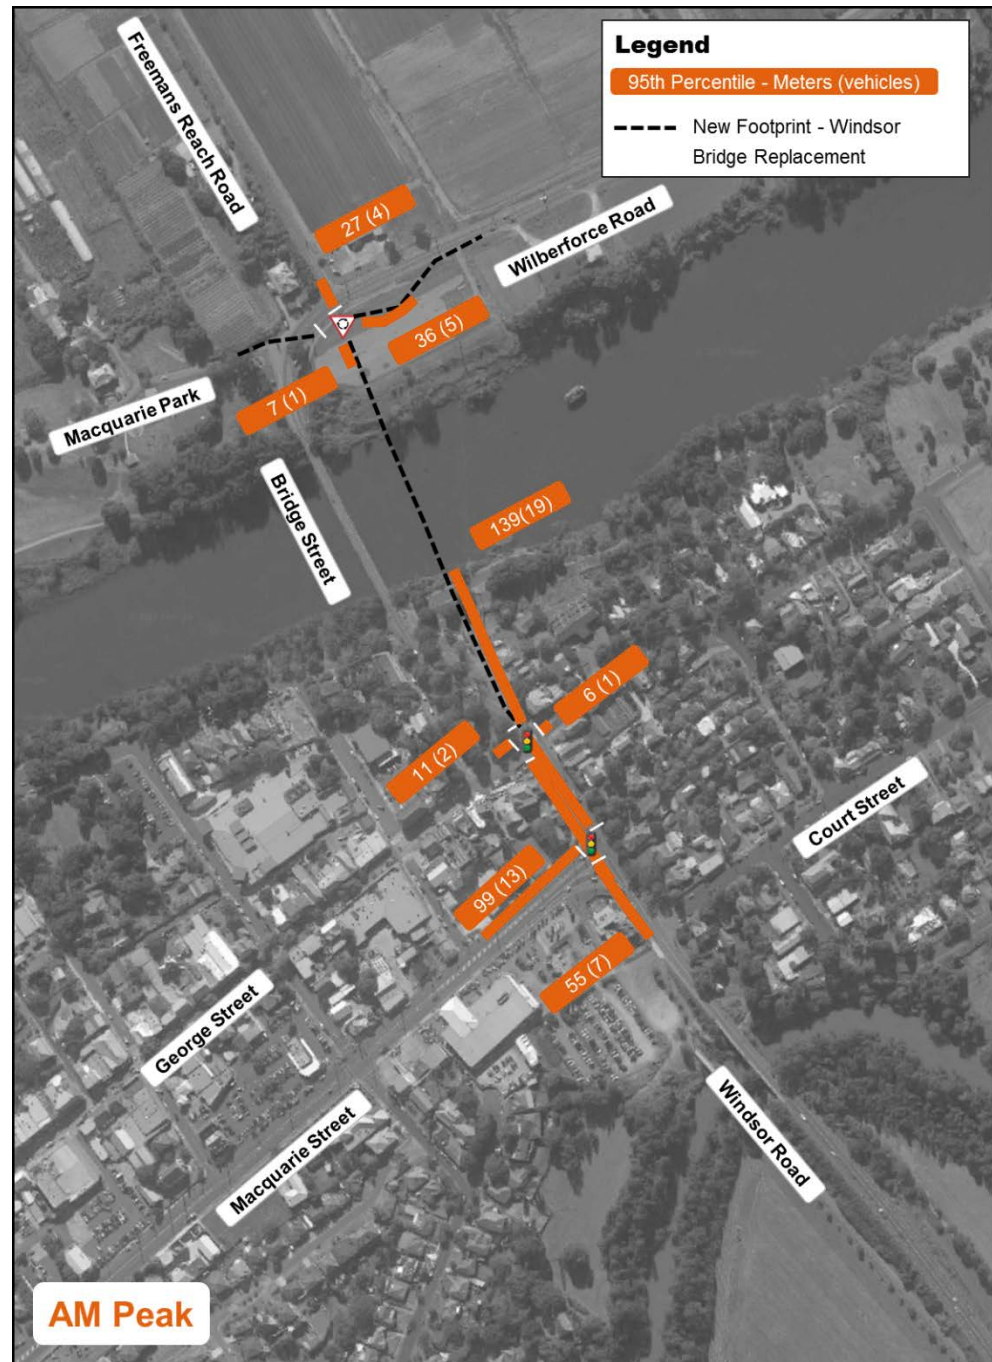 Legend
95th Percentile - Meters (vehicles)
New Footprint - Windsor
Bridge Replacement
Freemans Reach Road
27 (4)
Wilberforce Road
36 (5)
7 (1)
Macquarie Park
Bridge Street
139(19)
6 (1)
11 (2)
Court Street
99 (13)
55 (7)
George Street
Macquarie Street
Windsor Road
AM Peak